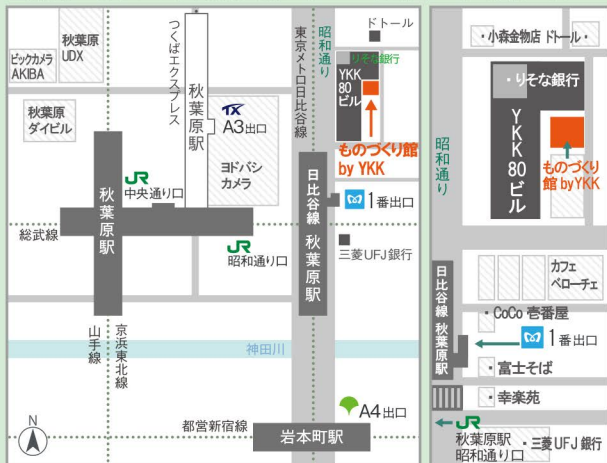 ビックカメラ
AKIBA
秋葉原
UDX
秋葉原
ダイビル
つくばエクスプレス
秋葉原駅
TX
A3出口
ヨドバシ
カメラ
東京メトロ日比谷線
昭和通り
ドトール
りそな銀行
YKK
80
ビル
ものづくり館
by YKK
JR
中央通り口
秋葉原駅
総武線
JR
昭和通り口
日比谷線 秋葉原駅
1番出口
三菱UFJ銀行
山手線
京浜東北線
神田川
A4出口
都営新宿線
岩本町駅
N
・小森金物店
ドトール・
・りそな銀行
YKK80ビル
昭和通り
ものづくり
館 by YKK
カフェ
ベローチェ
・CoCo 壱番屋
日比谷線 秋葉原駅
1番出口
・富士そば
・幸楽苑
JR
秋葉原駅
昭和通り口
・三菱UFJ銀行